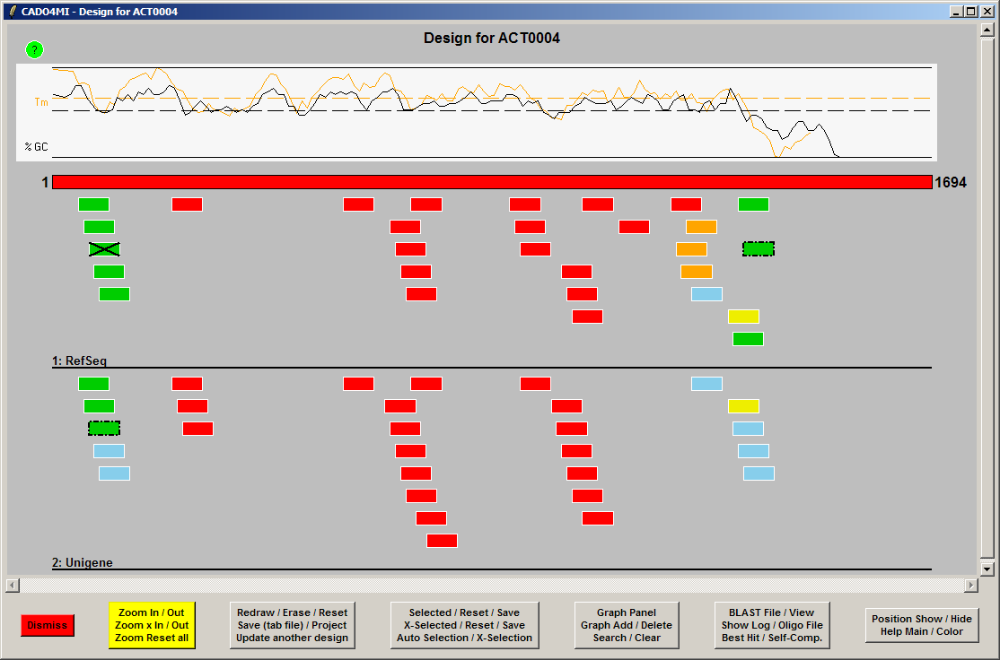 CADO4MI - Design for ACT0004
Design for ACT0004
?
Tm
% GC
1
1694
1: RefSeq
2: Unigene
Dismiss
Zoom In / Out
Zoom x In / Out
Zoom Reset all
Redraw / Erase / Reset
Save (tab file) / Project
Update another design
Selected / Reset / Save
X-Selected / Reset / Save
Auto Selection / X-Selection
Graph Panel
Graph Add / Delete
Search / Clear
BLAST File / View
Show Log / Oligo File
Best Hit / Self-Comp.
Position Show / Hide
Help Main / Color